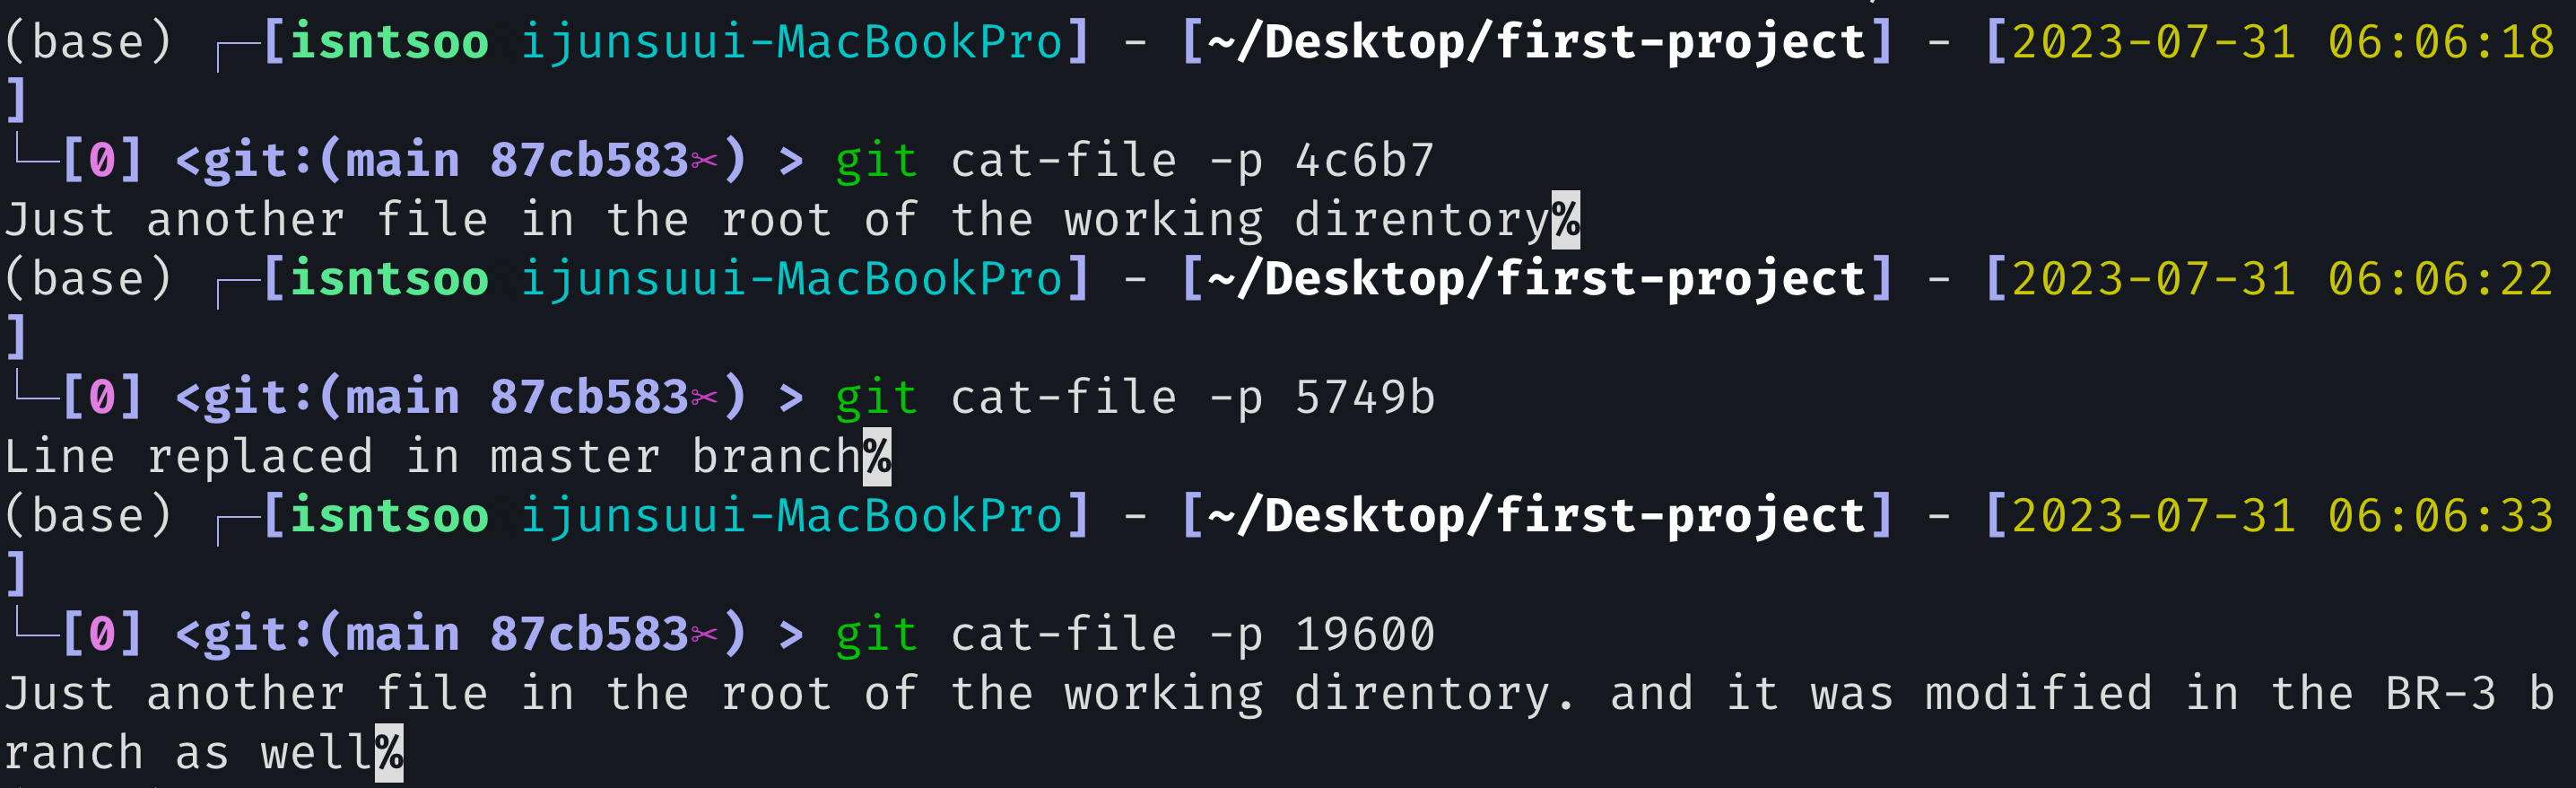 (base) ┌─[isntsoo ijunsuui-MacBookPro] - [~/Desktop/first-project] - [2023-07-31 06:06:18
]
└─[0] <git:(main 87cb583✂) > git cat-file -p 4c6b7
Just another file in the root of the working direntory%
(base) ┌─[isntsoo ijunsuui-MacBookPro] - [~/Desktop/first-project] - [2023-07-31 06:06:22
]
└─[0] <git:(main 87cb583✂) > git cat-file -p 5749b
Line replaced in master branch%
(base) ┌─[isntsoo ijunsuui-MacBookPro] - [~/Desktop/first-project] - [2023-07-31 06:06:33
]
└─[0] <git:(main 87cb583✂) > git cat-file -p 19600
Just another file in the root of the working direntory. and it was modified in the BR-3 b
ranch as well%